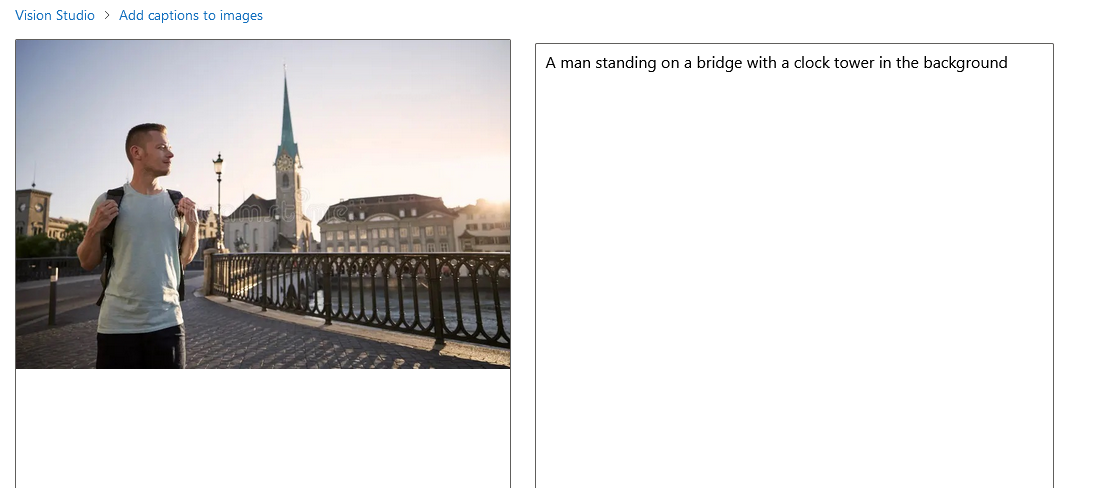 Vision Studio > Add captions to images
A man standing on a bridge with a clock tower in the background